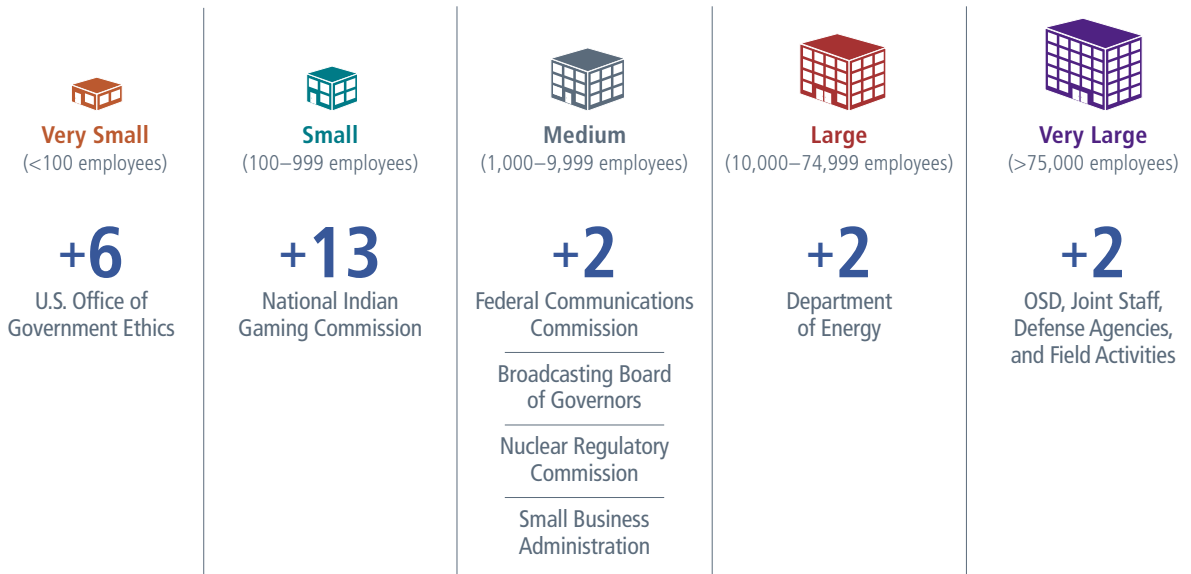 Very Small
(<100 employees)
+6
U.S. Office of
Government Ethics
Small
(100–999 employees)
+13
National Indian
Gaming Commission
Medium
(1,000–9,999 employees)
+2
Federal Communications
Commission
Broadcasting Board
of Governors
Nuclear Regulatory
Commission
Small Business
Administration
Large
(10,000–74,999 employees)
+2
Department
of Energy
Very Large
(>75,000 employees)
+2
OSD, Joint Staff,
Defense Agencies,
and Field Activities